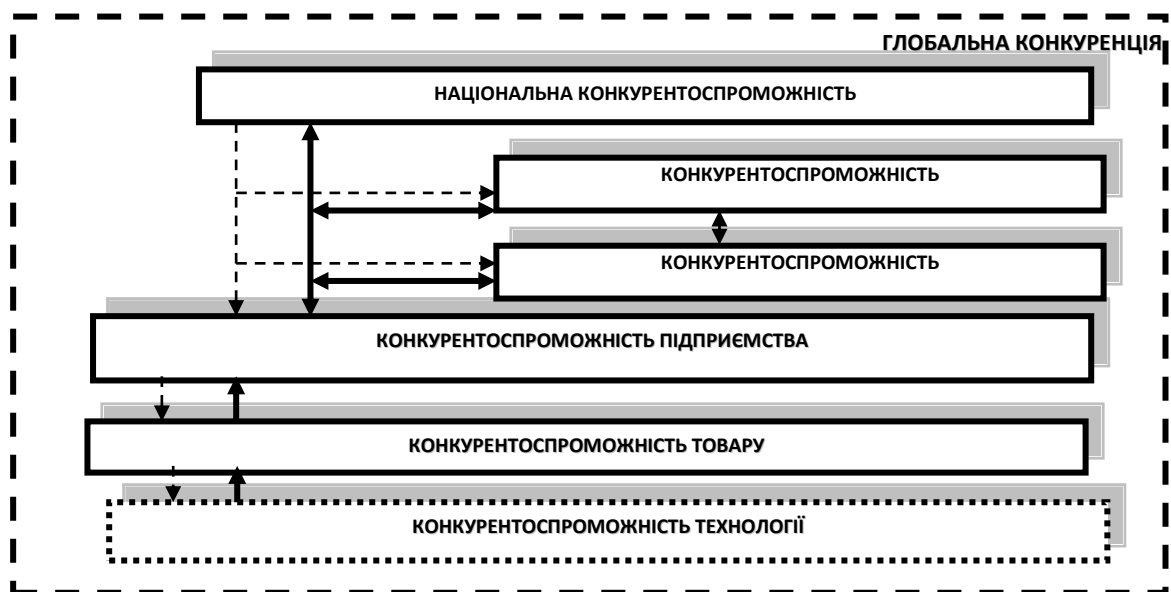 ГЛОБАЛЬНА КОНКУРЕНЦІЯ
НАЦІОНАЛЬНА КОНКУРЕНТОСПРОМОЖНІСТЬ
КОНКУРЕНТОСПРОМОЖНІСТЬ
КОНКУРЕНТОСПРОМОЖНІСТЬ
КОНКУРЕНТОСПРОМОЖНІСТЬ ПІДПРИЄМСТВА
КОНКУРЕНТОСПРОМОЖНІСТЬ ТОВАРУ
КОНКУРЕНТОСПРОМОЖНІСТЬ ТЕХНОЛОГІЇ